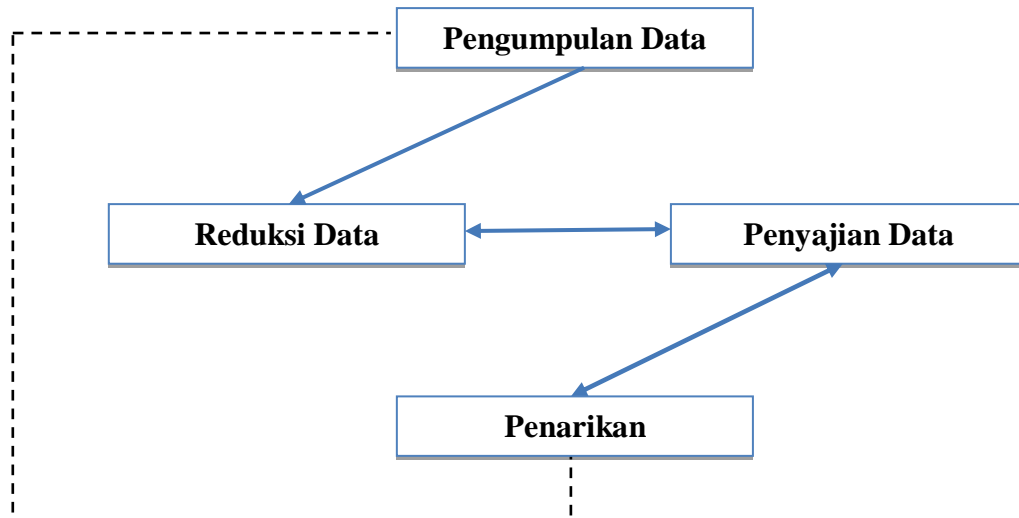 Pengumpulan Data
Reduksi Data
Penyajian Data
Penarikan